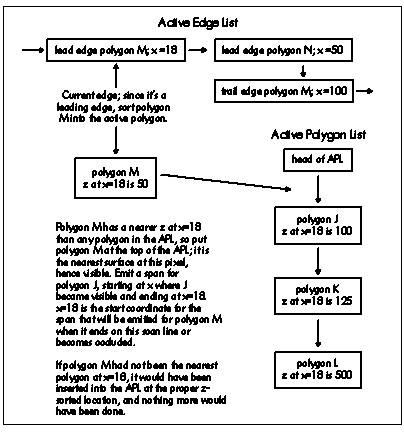 Active Edge List
lead edge polygon M; x=18
lead edge polygon N; x=50
trail edge polygon M; x=100
Current edge; since it's a
leading edge, sort polygon
M into the active polygon.
Active Polygon List
head of APL
polygon M
z at x=18 is 50
polygon J
z at x=18 is 100
polygon K
z at x=18 is 125
polygon L
z at x=18 is 500
Polygon M has a nearer z at x=18
than any polygon in the APL, so put
polygon M at the top of the APL; it is
the nearest surface at this pixel,
hence visible. Emit a span for
polygon J, starting at x where J
became visible and ending at x=18.
x=18 is the start coordinate for the
span that will be emitted for polygon M
when it ends on this scan line or
becomes occluded.
If polygon M had not been the nearest
polygon at x=18, it would have been
inserted into the APL at the proper z-
sorted location, and nothing more would
have been done.